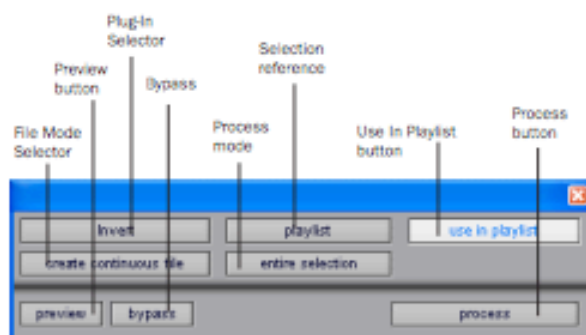 Plug-In
Selector
Preview
button
Bypass
Selection
reference
File Mode
Selector
Process
mode
Use In Playlist
button
Process
button
Invert
playlist
use in playlist
create continuous file
entire selection
preview
bypass
process